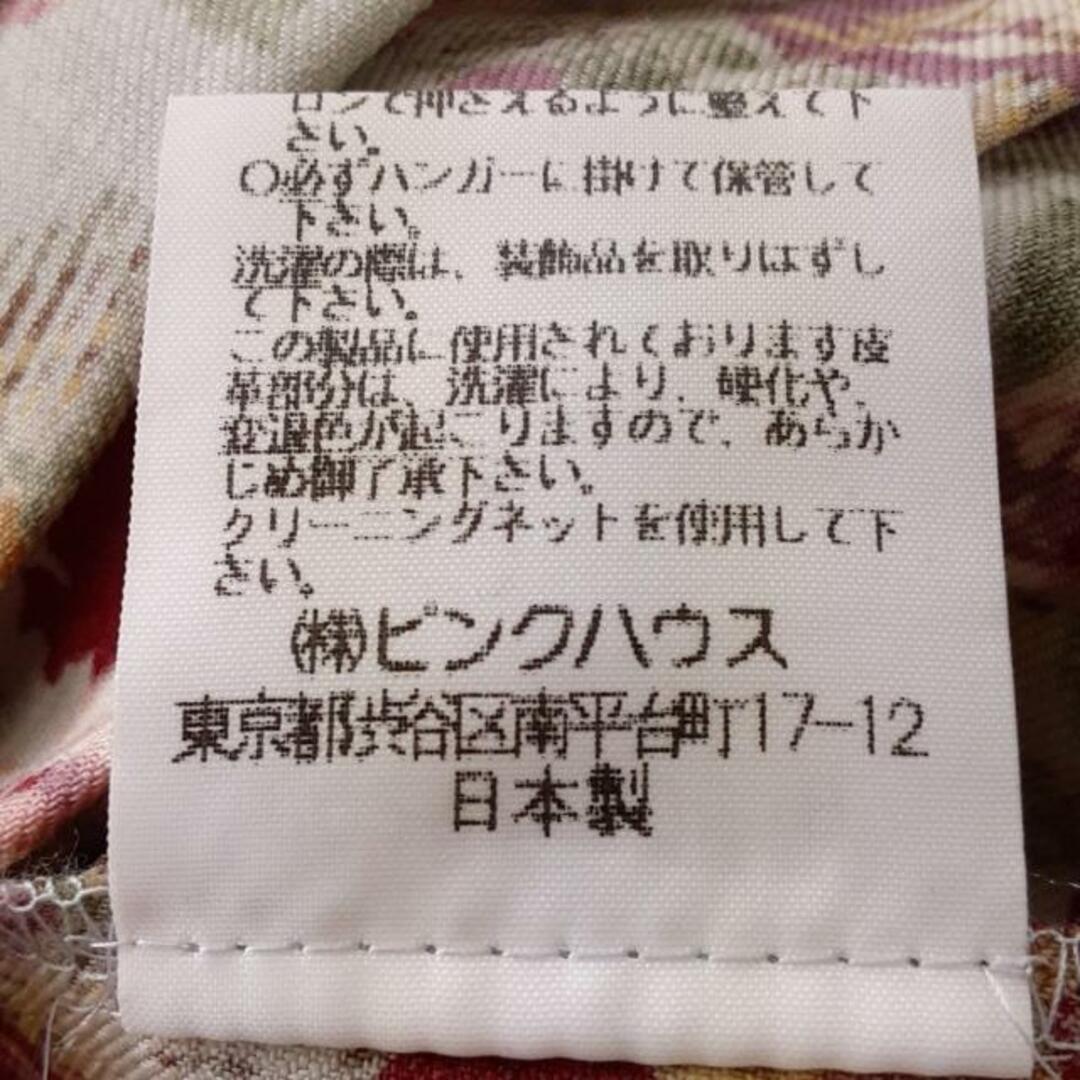 ロンで押さえるように整えて下
さい。
○必ずハンガーに掛けて保管して
下さい。
洗濯の際は、装飾品を取りはずし
て下さい。
この製品に使用されております皮
革部分は、洗濯により、硬化や、
変退色が起こりますので、あらか
じめ御了承下さい。
クリーニングネットを使用して下
さい。
㈱ピンクハウス
東京都渋谷区南平台町17-12
日本製